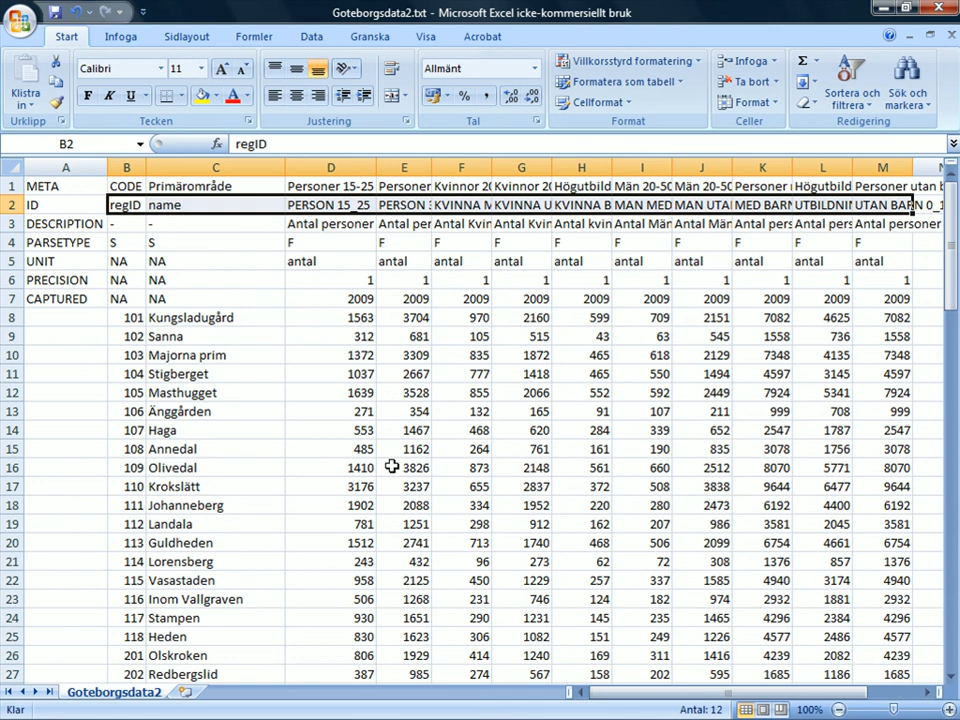 Goteborgsdata2.txt - Microsoft Excel icke-kommersiellt bruk
Start Infoga Sidlayout Formler Data Granska Visa Acrobat
Klistra in
Calibri 11
F K U
Allmänt
Villkorsstyrd formatering
Formatera som tabell
Cellformat
Infoga
Ta bort
Format
Sortera och filtrera
Sök och markera
Urklipp Tecken Justering Tal Format Celler Redigering
B2 fx regID
A B C D E F G H I J K L M
1 META CODE Primärområde Personer 15-25 Personer Kvinnor 20 Kvinnor 20 Högutbild Män 20-50 Män 20-50 Personer Högutbild Personer utan b
2 ID regID name PERSON 15_25 PERSON KVINNA M KVINNA U KVINNA B MAN MED MAN UTA MED BARN UTBILDNIN UTAN BARN 0_1
3 DESCRIPTION - - Antal personer Antal per Antal Kvin Antal Kvin Antal kvin Antal Män Antal Män Antal pers Antal pers Antal personer
4 PARSETYPE S S F F F F F F F F F F
5 UNIT NA NA antal antal antal antal antal antal antal antal antal antal
6 PRECISION NA NA 1 1 1 1 1 1 1 1 1 1
7 CAPTURED NA NA 2009 2009 2009 2009 2009 2009 2009 2009 2009 2009
8 101 Kungsladugård 1563 3704 970 2160 599 709 2151 7082 4625 7082
9 102 Sanna 312 681 105 515 43 63 545 1558 736 1558
10 103 Majorna prim 1372 3309 835 1872 465 618 2129 7348 4135 7348
11 104 Stigberget 1037 2667 777 1418 465 550 1494 4597 3145 4597
12 105 Masthugget 1639 3528 855 2066 552 592 2449 7924 5341 7924
13 106 Änggården 271 354 132 165 91 107 211 999 708 999
14 107 Haga 553 1467 468 620 284 339 652 2547 1787 2547
15 108 Annedal 485 1162 264 761 161 190 835 3078 1756 3078
16 109 Olivedal 1410 3826 873 2148 561 660 2512 8070 5771 8070
17 110 Krokslätt 3176 3237 655 2837 372 508 3838 9644 6477 9644
18 111 Johanneberg 1902 2088 334 1952 220 280 2473 6192 4400 6192
19 112 Landala 781 1251 298 912 162 207 986 3581 2045 3581
20 113 Guldheden 1512 2741 713 1740 468 506 2099 6754 4661 6754
21 114 Lorensberg 243 432 96 273 62 72 308 1376 857 1376
22 115 Vasastaden 958 2125 450 1229 257 337 1585 4940 3174 4940
23 116 Inom Vallgraven 506 1268 231 746 124 182 974 2932 1881 2932
24 117 Stampen 930 1651 290 1231 145 235 1465 4296 2384 4296
25 118 Heden 830 1623 306 1082 151 249 1226 4577 2486 4577
26 201 Olskroken 806 1929 414 1240 169 311 1416 4239 2082 4239
27 202 Redbergslid 387 985 274 567 158 202 595 1685 1186 1685
Goteborgsdata2
Klar Antal: 12 100%